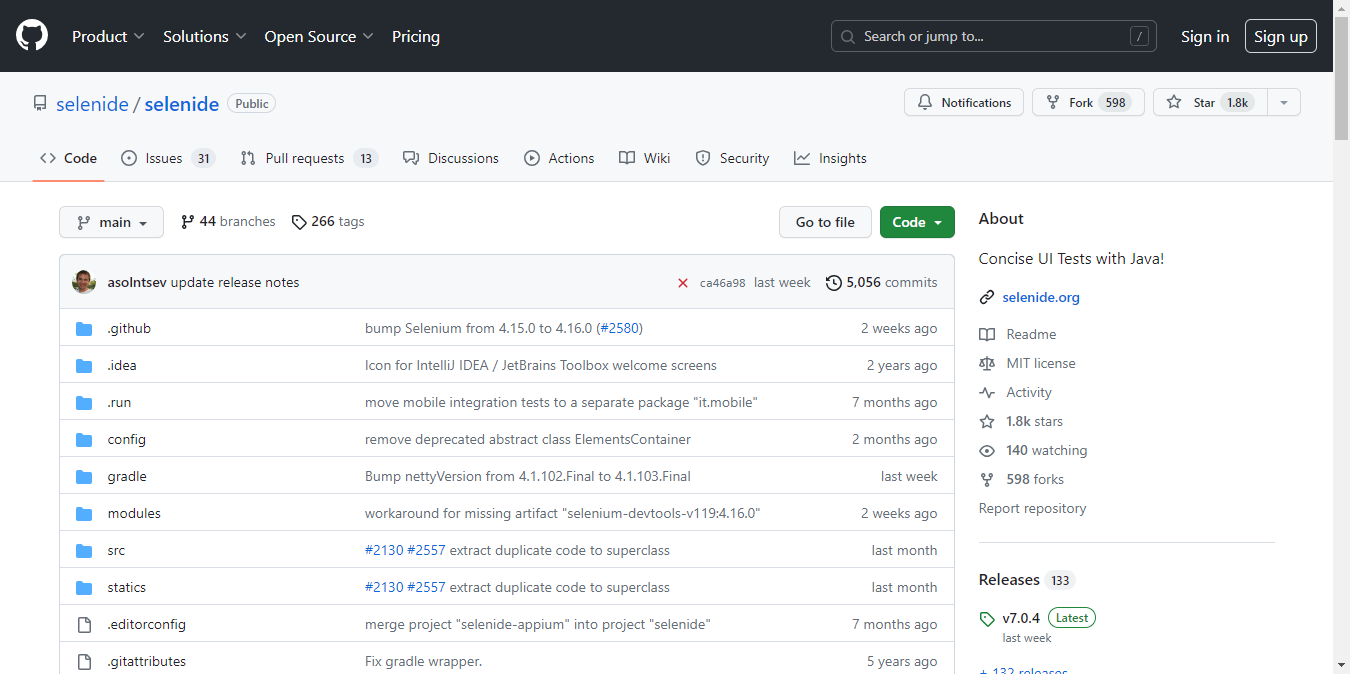 Product Solutions Open Source Pricing Search or jump to... / Sign in Sign up
selenide / selenide Public Notifications Fork 598 Star 1.8k
Code Issues 31 Pull requests 13 Discussions Actions Wiki Security Insights
main 44 branches 266 tags Go to file Code
asolntsev update release notes ca46a98 last week 5,056 commits
.github bump Selenium from 4.15.0 to 4.16.0 (#2580) 2 weeks ago
.idea Icon for IntelliJ IDEA / JetBrains Toolbox welcome screens 2 years ago
.run move mobile integration tests to a separate package "it.mobile" 7 months ago
config remove deprecated abstract class ElementsContainer 2 months ago
gradle Bump nettyVersion from 4.1.102.Final to 4.1.103.Final last week
modules workaround for missing artifact "selenium-devtools-v119:4.16.0" 2 weeks ago
src #2130 #2557 extract duplicate code to superclass last month
statics #2130 #2557 extract duplicate code to superclass last month
.editorconfig merge project "selenide-appium" into project "selenide" 7 months ago
.gitattributes Fix gradle wrapper. 5 years ago
About
Concise UI Tests with Java!
selenide.org
Readme
MIT license
Activity
1.8k stars
140 watching
598 forks
Report repository
Releases 133
v7.0.4 Latest
last week
+ 132 releases